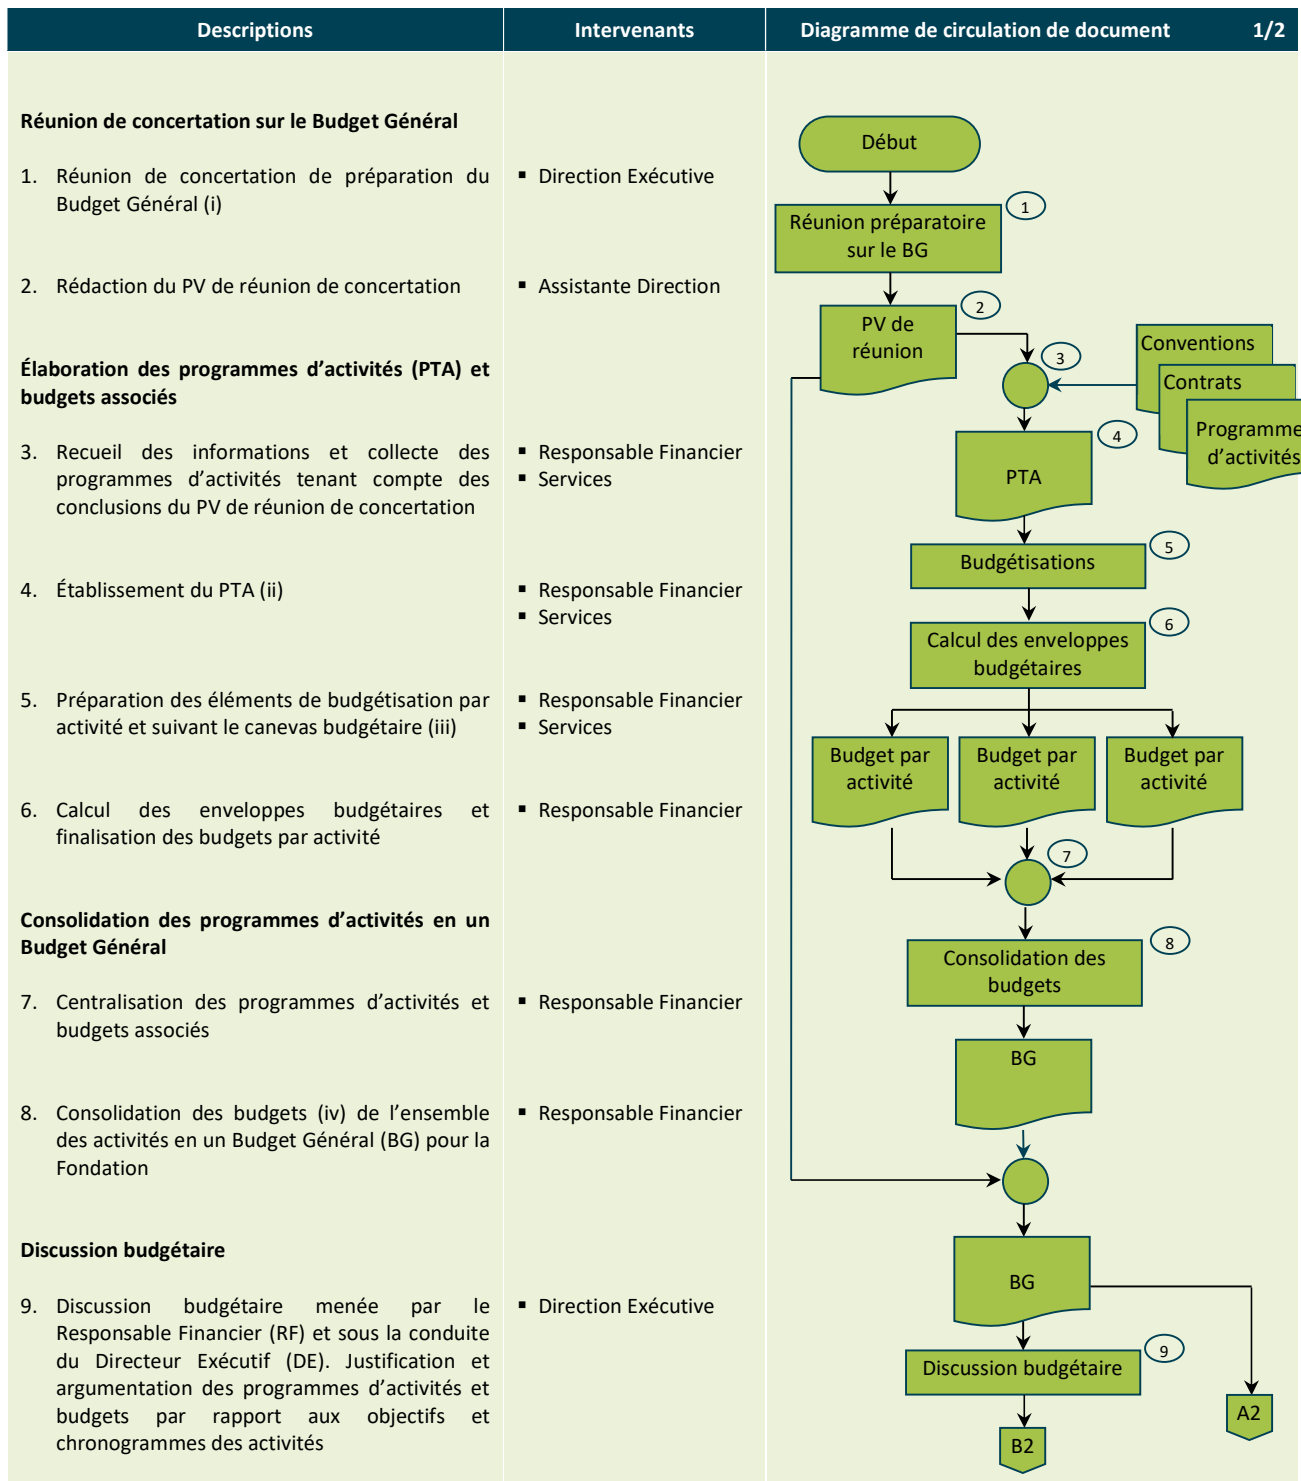 Descriptions
Intervenants
Diagramme de circulation de document 1/2
Réunion de concertation sur le Budget Général
1. Réunion de concertation de préparation du
Budget Général (i)
▪ Direction Exécutive
2. Rédaction du PV de réunion de concertation
▪ Assistante Direction
Élaboration des programmes d’activités (PTA) et
budgets associés
3. Recueil des informations et collecte des
programmes d’activités tenant compte des
conclusions du PV de réunion de concertation
▪ Responsable Financier
▪ Services
4. Établissement du PTA (ii)
▪ Responsable Financier
▪ Services
5. Préparation des éléments de budgétisation par
activité et suivant le canevas budgétaire (iii)
▪ Responsable Financier
▪ Services
6. Calcul des enveloppes budgétaires et
finalisation des budgets par activité
▪ Responsable Financier
Consolidation des programmes d’activités en un
Budget Général
7. Centralisation des programmes d’activités et
budgets associés
▪ Responsable Financier
8. Consolidation des budgets (iv) de l’ensemble
des activités en un Budget Général (BG) pour la
Fondation
▪ Responsable Financier
Discussion budgétaire
9. Discussion budgétaire menée par le
Responsable Financier (RF) et sous la conduite
du Directeur Exécutif (DE). Justification et
argumentation des programmes d’activités et
budgets par rapport aux objectifs et
chronogrammes des activités
▪ Direction Exécutive
Début
1
Réunion préparatoire
sur le BG
2
PV de
réunion
3
Conventions
Contrats
Programme
d’activités
4
PTA
5
Budgétisations
6
Calcul des enveloppes
budgétaires
Budget par
activité
Budget par
activité
Budget par
activité
7
8
Consolidation des
budgets
BG
BG
9
Discussion budgétaire
A2
B2